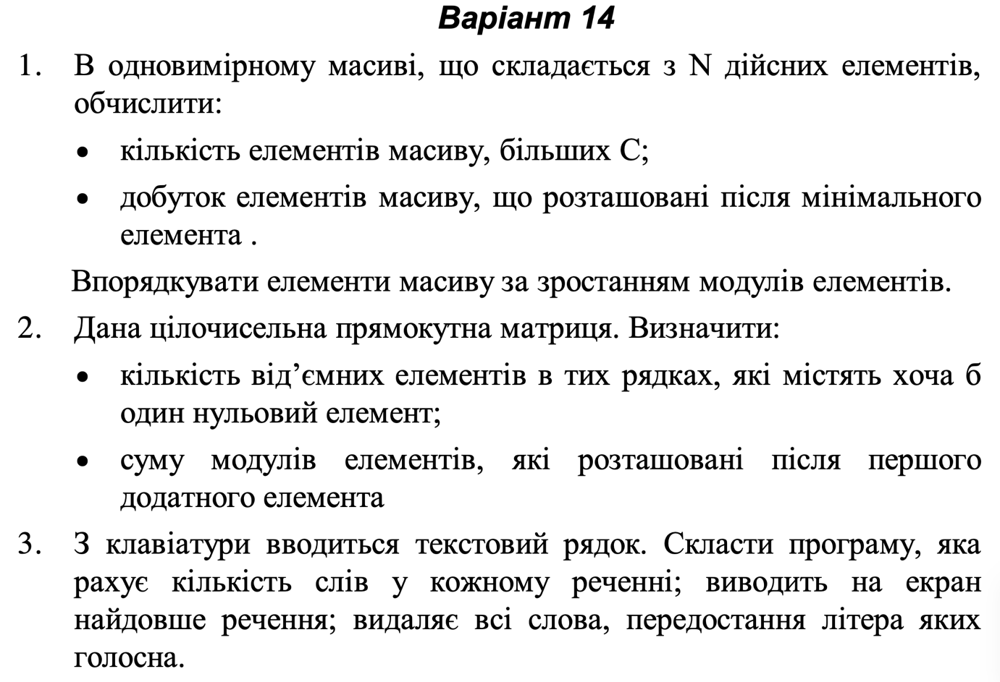 Варіант 14
1. В одновимірному масиві, що складається з N дійсних елементів,
обчислити:
• кількість елементів масиву, більших С;
• добуток елементів масиву, що розташовані після мінімального
елемента .
Впорядкувати елементи масиву за зростанням модулів елементів.
2. Дана цілочисельна прямокутна матриця. Визначити:
• кількість від’ємних елементів в тих рядках, які містять хоча б
один нульовий елемент;
• суму модулів елементів, які розташовані після першого
додатного елемента
3. З клавіатури вводиться текстовий рядок. Скласти програму, яка
рахує кількість слів у кожному реченні; виводить на екран
найдовше речення; видаляє всі слова, передостання літера яких
голосна.